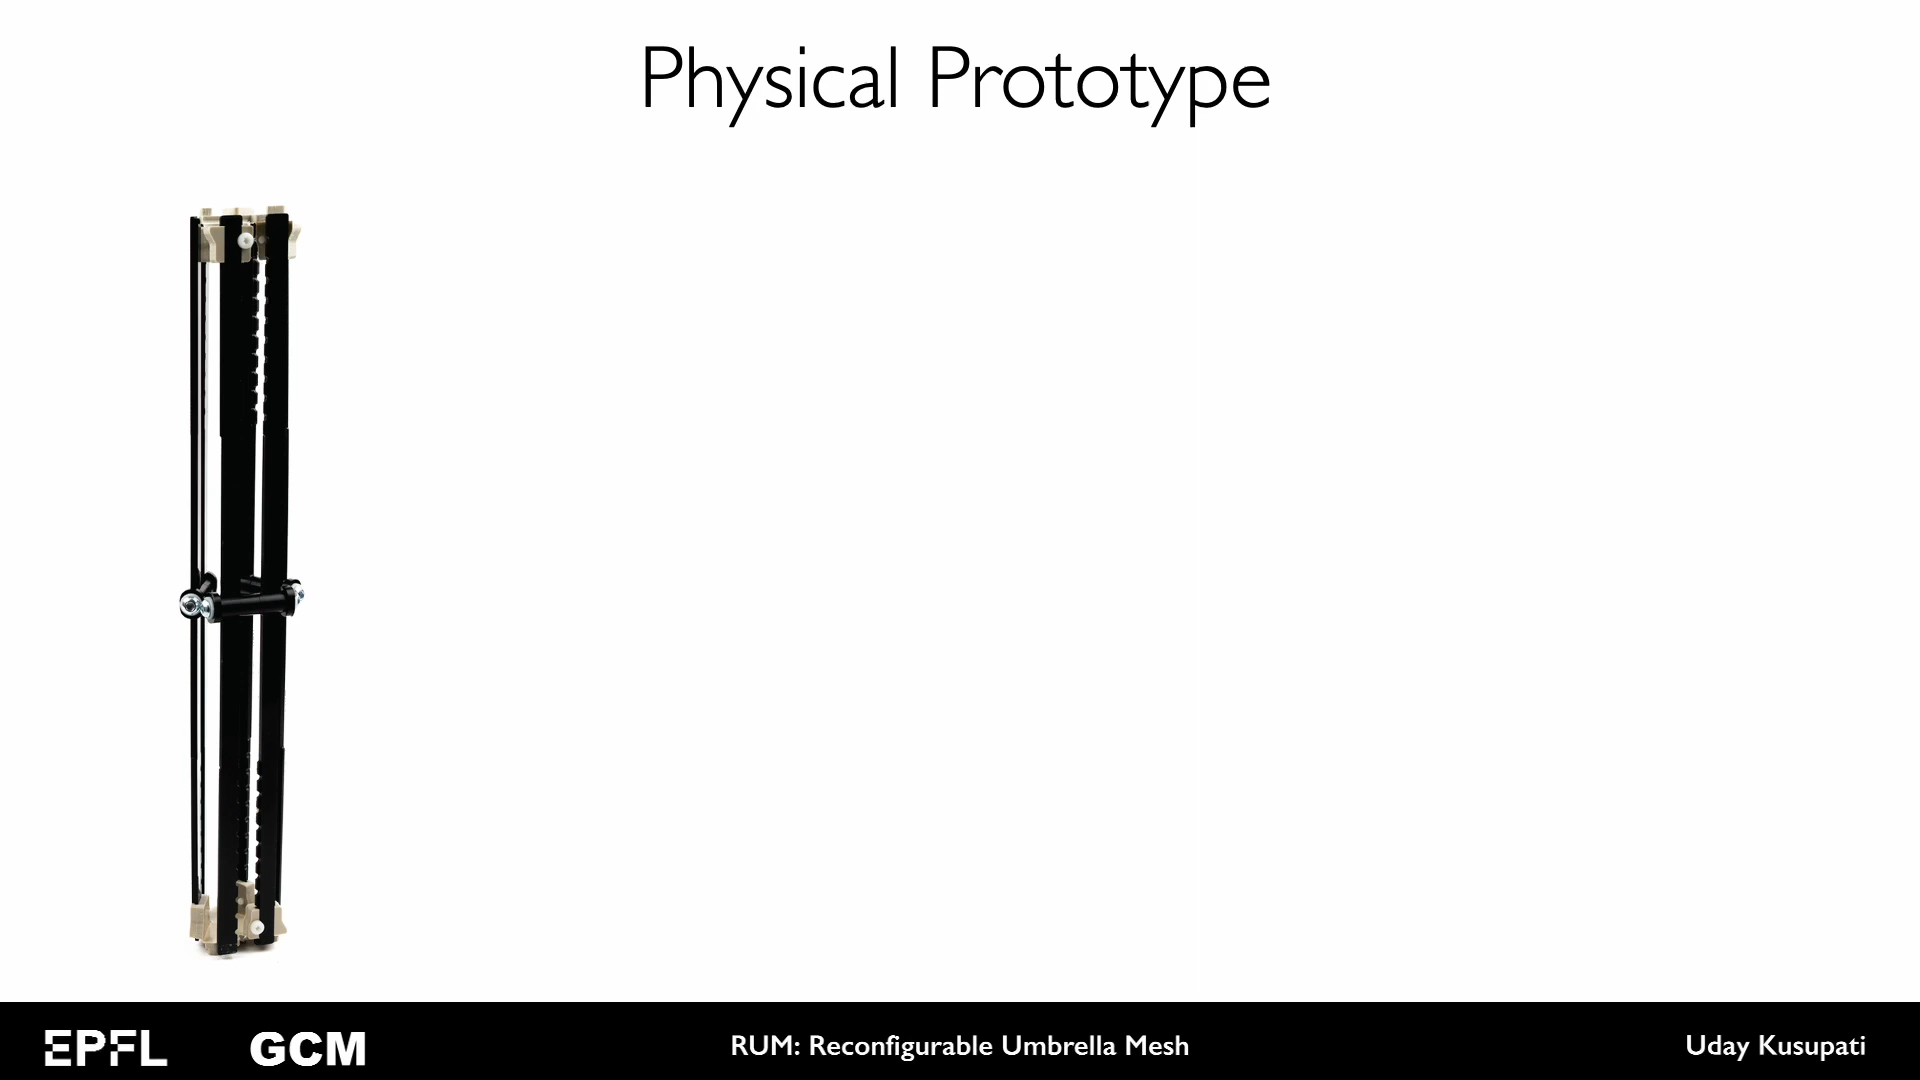 Physical Prototype
EPFL
GCM
RUM: Reconfigurable Umbrella Mesh
Uday Kusupati